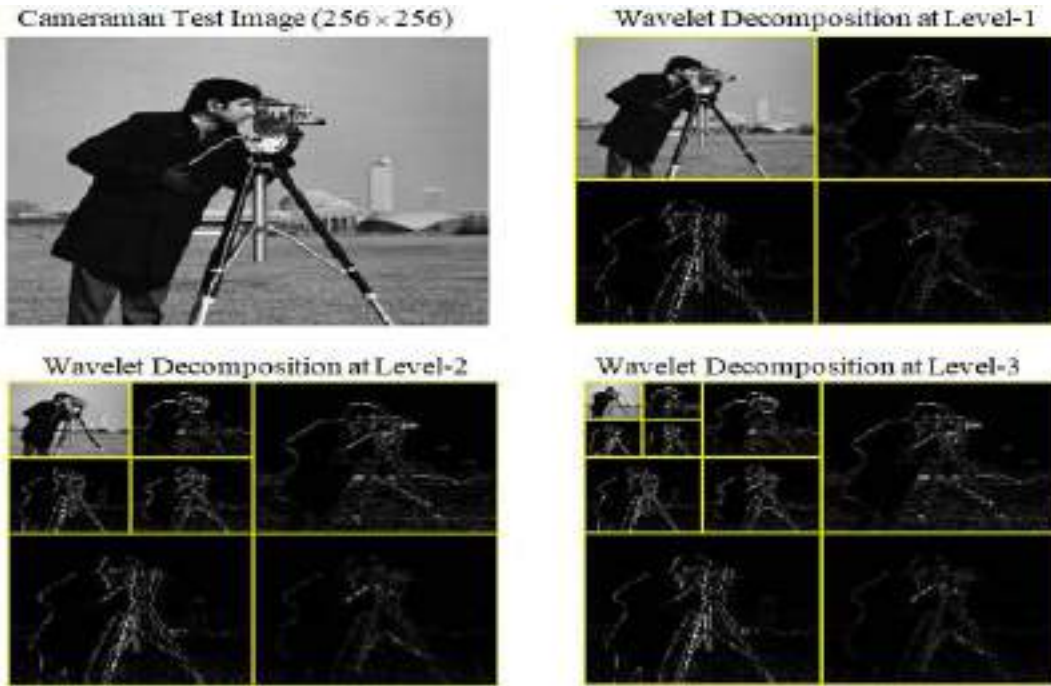 Cameraman Test Image (256 × 256)
Wavelet Decomposition at Level-1
Wavelet Decomposition at Level-2
Wavelet Decomposition at Level-3